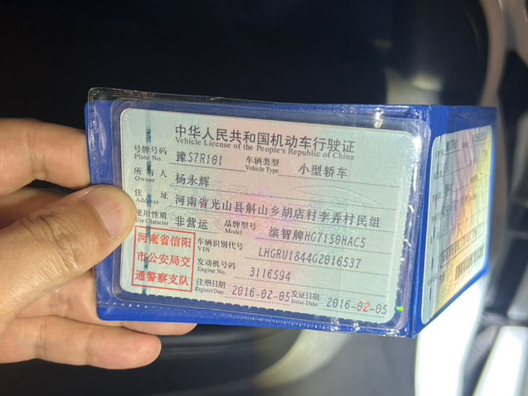 中华人民共和国机动车行驶证
Vehicle License of the People's Republic of China
号牌号码 豫S7R101 车辆类型 小型轿车
Plate No. Vehicle Type
所有人 杨永辉
Owner
住址 河南省光山县斛山乡胡店村李弄村民组
Address
使用性质 非营运 品牌型号 缤智牌HG7150HAC5
Use Character Model
河南省信阳
市公安局交
通警察支队
车辆识别代号 LHGRU1844G2016537
VIN
发动机号码 3116594
Engine No.
注册日期 2016-02-05 发证日期 2016-02-05
Register Date Issue Date